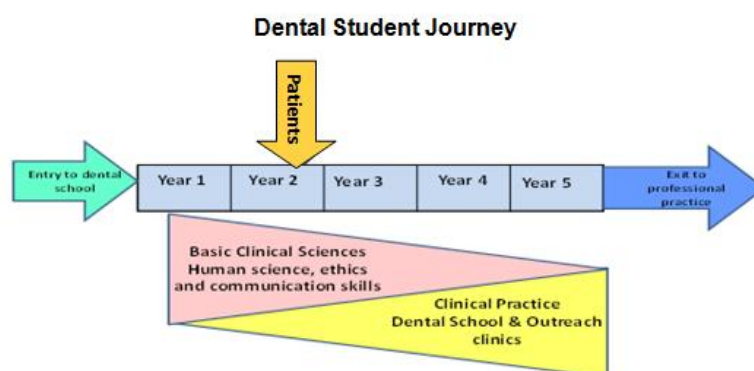 Dental Student Journey
Patients
Entry to dental
school
Year 1
Year 2
Year 3
Year 4
Year 5
Exit to
professional
practice
Basic Clinical Sciences
Human science, ethics
and communication skills
Clinical Practice
Dental School & Outreach
clinics